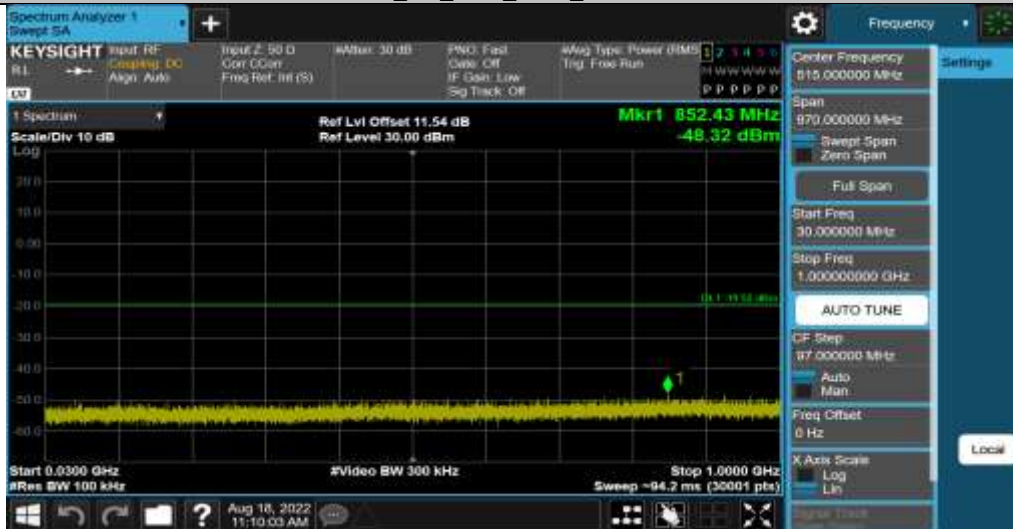 Spectrum Analyzer 1
Swept SA
+
Frequency
KEYSIGHT
RL
Input: RF
Coupling: DC
Align: Auto
Input Z: 50 Ω
Corr CCorr
Freq Ref: Int (S)
#Atten: 30 dB
PNO: Fast
Gate: Off
IF Gain: Low
Sig Track: Off
#Avg Type: Power (RMS
Trig: Free Run
1 2 3 4 5 6
M W W W W W
P P P P P P
1 Spectrum
Scale/Div 10 dB
Ref Lvl Offset 11.54 dB
Ref Level 30.00 dBm
Mkr1 852.43 MHz
-48.32 dBm
Log
20.0
10.0
0.00
-10.0
-20.0
-30.0
-40.0
-50.0
-60.0
1
Start 0.0300 GHz
#Res BW 100 kHz
#Video BW 300 kHz
Stop 1.0000 GHz
Sweep ~94.2 ms (30001 pts)
Aug 18, 2022
11:10:03 AM
Center Frequency
515.000000 MHz
Span
970.000000 MHz
Swept Span
Zero Span
Full Span
Start Freq
30.000000 MHz
Stop Freq
1.000000000 GHz
AUTO TUNE
CF Step
97.000000 MHz
Auto
Man
Freq Offset
0 Hz
X Axis Scale
Log
Lin
Signal Track
Settings
Local